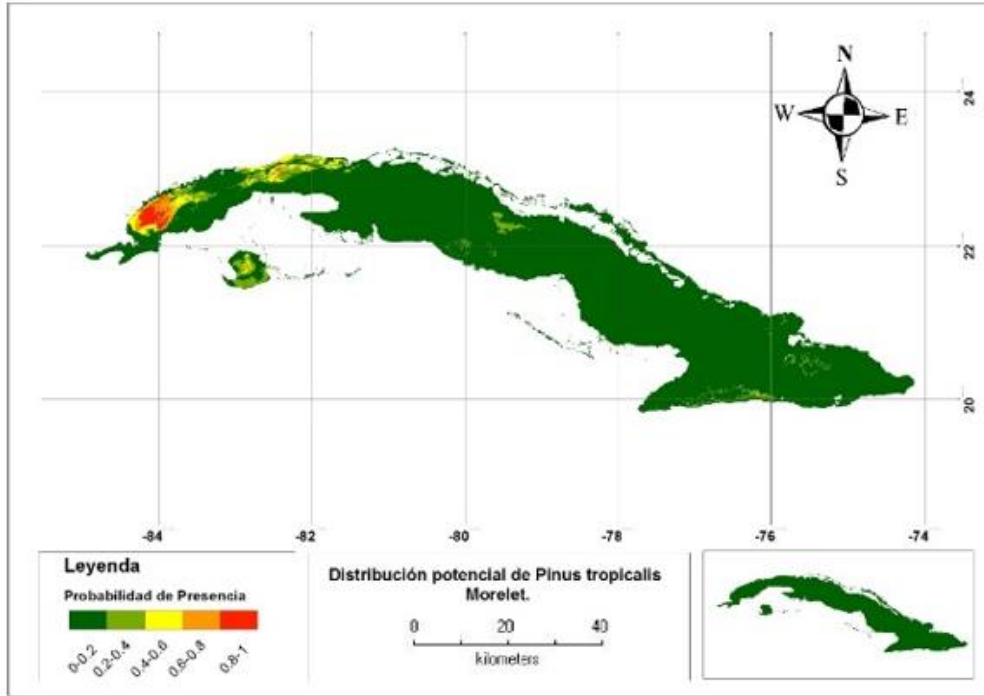 N
W E
S
24
22
20
-84 -82 -80 -78 -76 -74
Leyenda
Probabilidad de Presencia
0-0.2 0.2-0.4 0.4-0.6 0.6-0.8 0.8-1
Distribución potencial de Pinus tropicalis
Morelet.
0 20 40
kilometers